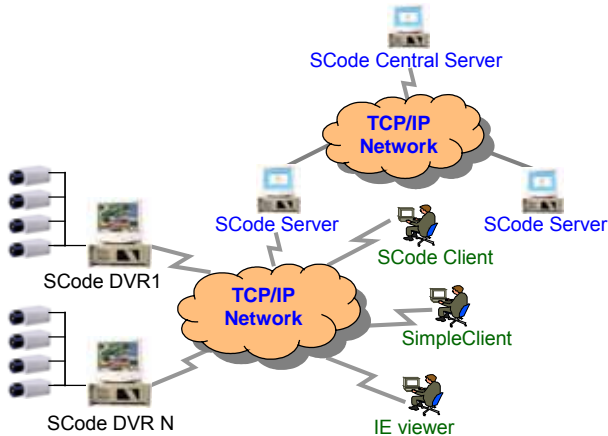 SCode Central Server
TCP/IP
Network
SCode Server
SCode Server
SCode Client
SCode DVR1
TCP/IP
Network
SimpleClient
SCode DVR N
IE viewer